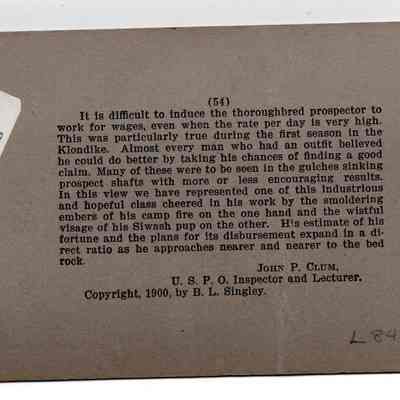 (54)
It is difficult to induce the thoroughbred prospector to
work for wages, even when the rate per day is very high.
This was particularly true during the first season in the
Klondike. Almost every man who had an outfit believed
he could do better by taking his chances of finding a good
claim. Many of these were to be seen in the gulches sinking
prospect shafts with more or less encouraging results.
In this view we have represented one of this industrious
and hopeful class cheered in his work by the smoldering
embers of his camp fire on the one hand and the wistful
visage of his Siwash pup on the other. His estimate of his
fortune and the plans for its disbursement expand in a di-
rect ratio as he approaches nearer and nearer to the bed
rock.
JOHN P. CLUM,
U. S. P. O. Inspector and Lecturer.
Copyright, 1900, by B. L. Singley.